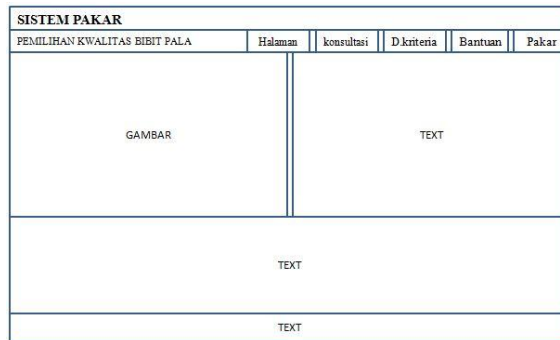 SISTEM PAKAR
PEMILIHAN KWALITAS BIBIT PALA Halaman konsultasi D.kriteria Bantuan Pakar
GAMBAR TEXT
TEXT
TEXT